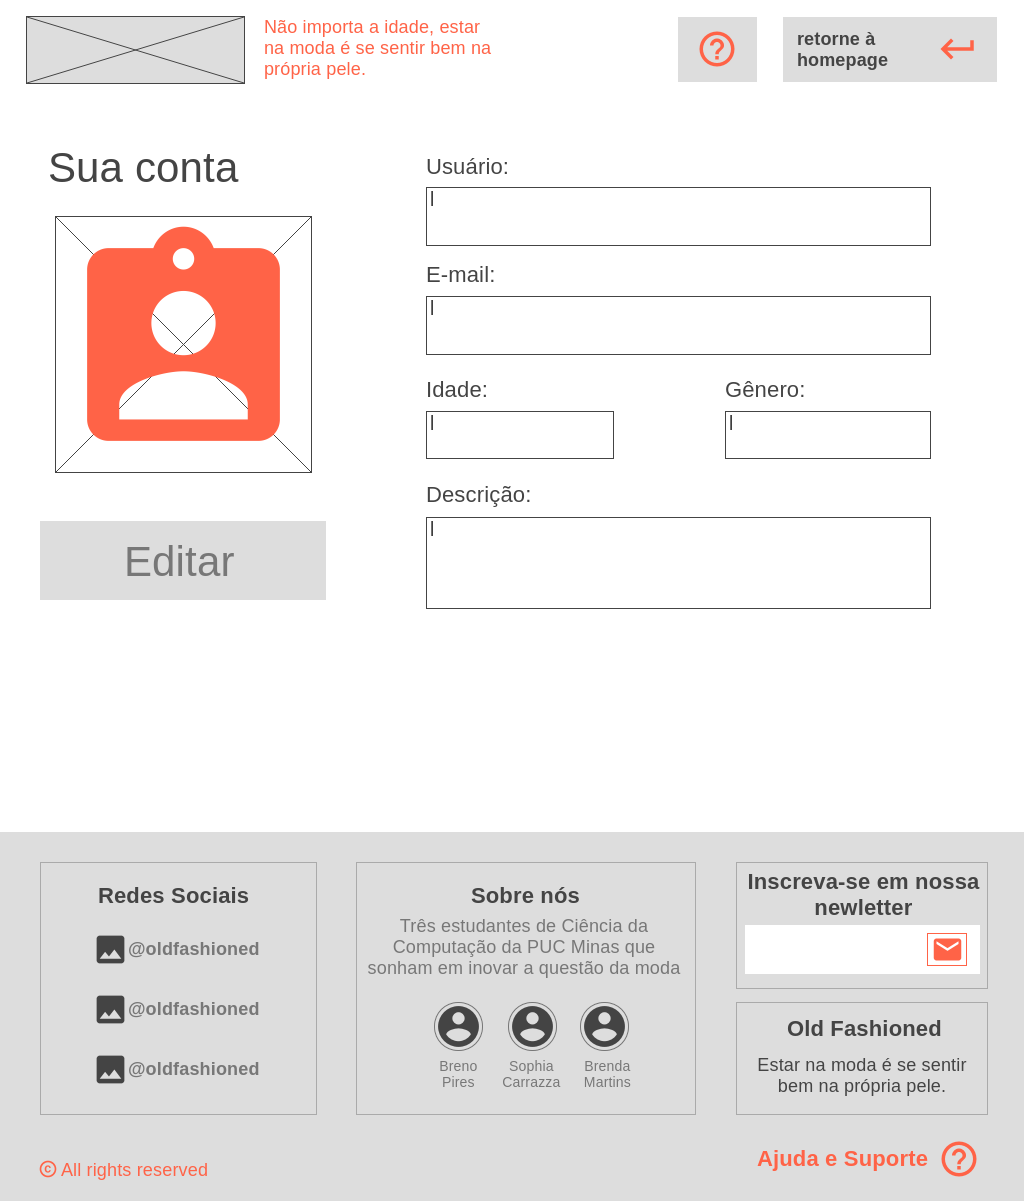 Não importa a idade, estar
na moda é se sentir bem na
própria pele.
retorne à
homepage
Sua conta
Usuário:
E-mail:
Idade:
Gênero:
Descrição:
Editar
Redes Sociais
@oldfashioned
@oldfashioned
@oldfashioned
Sobre nós
Três estudantes de Ciência da
Computação da PUC Minas que
sonham em inovar a questão da moda
Breno
Pires
Sophia
Carrazza
Brenda
Martins
Inscreva-se em nossa
newletter
Old Fashioned
Estar na moda é se sentir
bem na própria pele.
© All rights reserved
Ajuda e Suporte